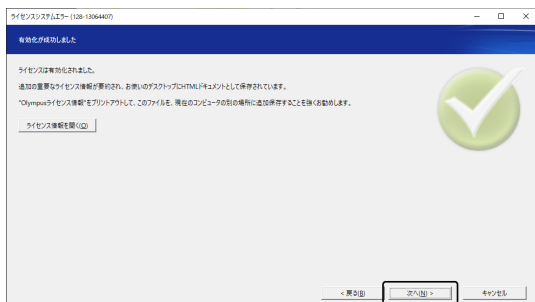 ライセンスシステムエラー (128-13064407)
有効化が成功しました
ライセンスは有効化されました。
追加の重要なライセンス情報が要約され、お使いのデスクトップにHTMLドキュメントとして保存されています。
"Olympusライセンス情報"をプリントアウトして、このファイルを、現在のコンピュータの別の場所に追加保存することを強くお勧めします。
ライセンス情報を開く(O)
< 戻る(B)
次へ(N) >
キャンセル